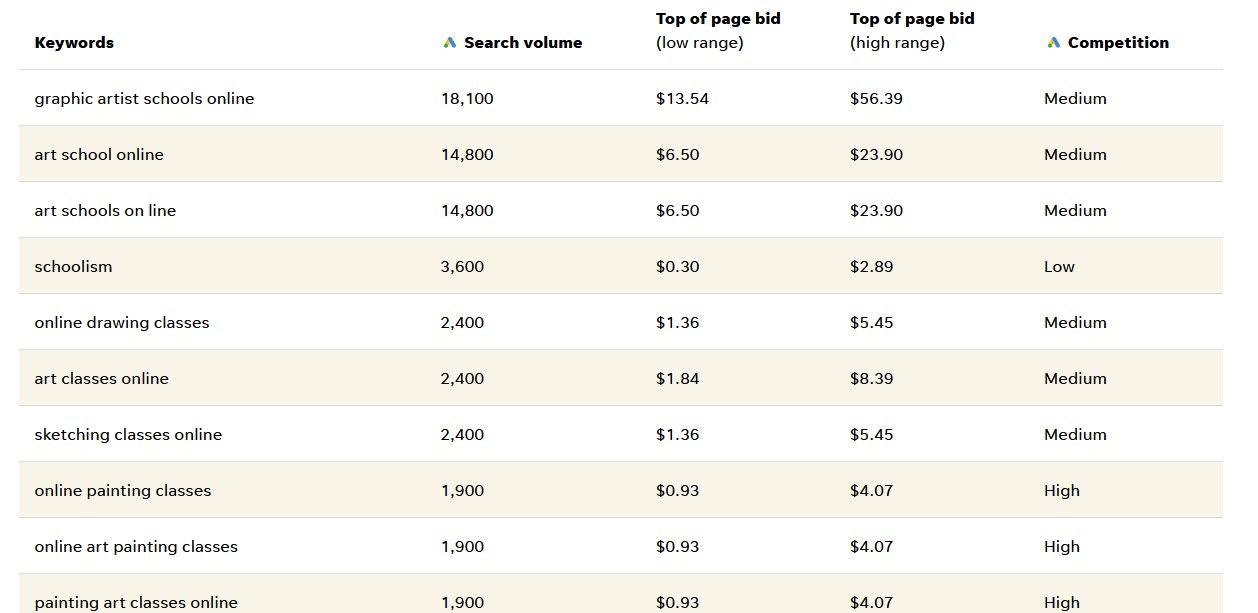 Keywords Search volume Top of page bid (low range) Top of page bid (high range) Competition
graphic artist schools online 18,100 $13.54 $56.39 Medium
art school online 14,800 $6.50 $23.90 Medium
art schools on line 14,800 $6.50 $23.90 Medium
schoolism 3,600 $0.30 $2.89 Low
online drawing classes 2,400 $1.36 $5.45 Medium
art classes online 2,400 $1.84 $8.39 Medium
sketching classes online 2,400 $1.36 $5.45 Medium
online painting classes 1,900 $0.93 $4.07 High
online art painting classes 1,900 $0.93 $4.07 High
painting art classes online 1,900 $0.93 $4.07 High